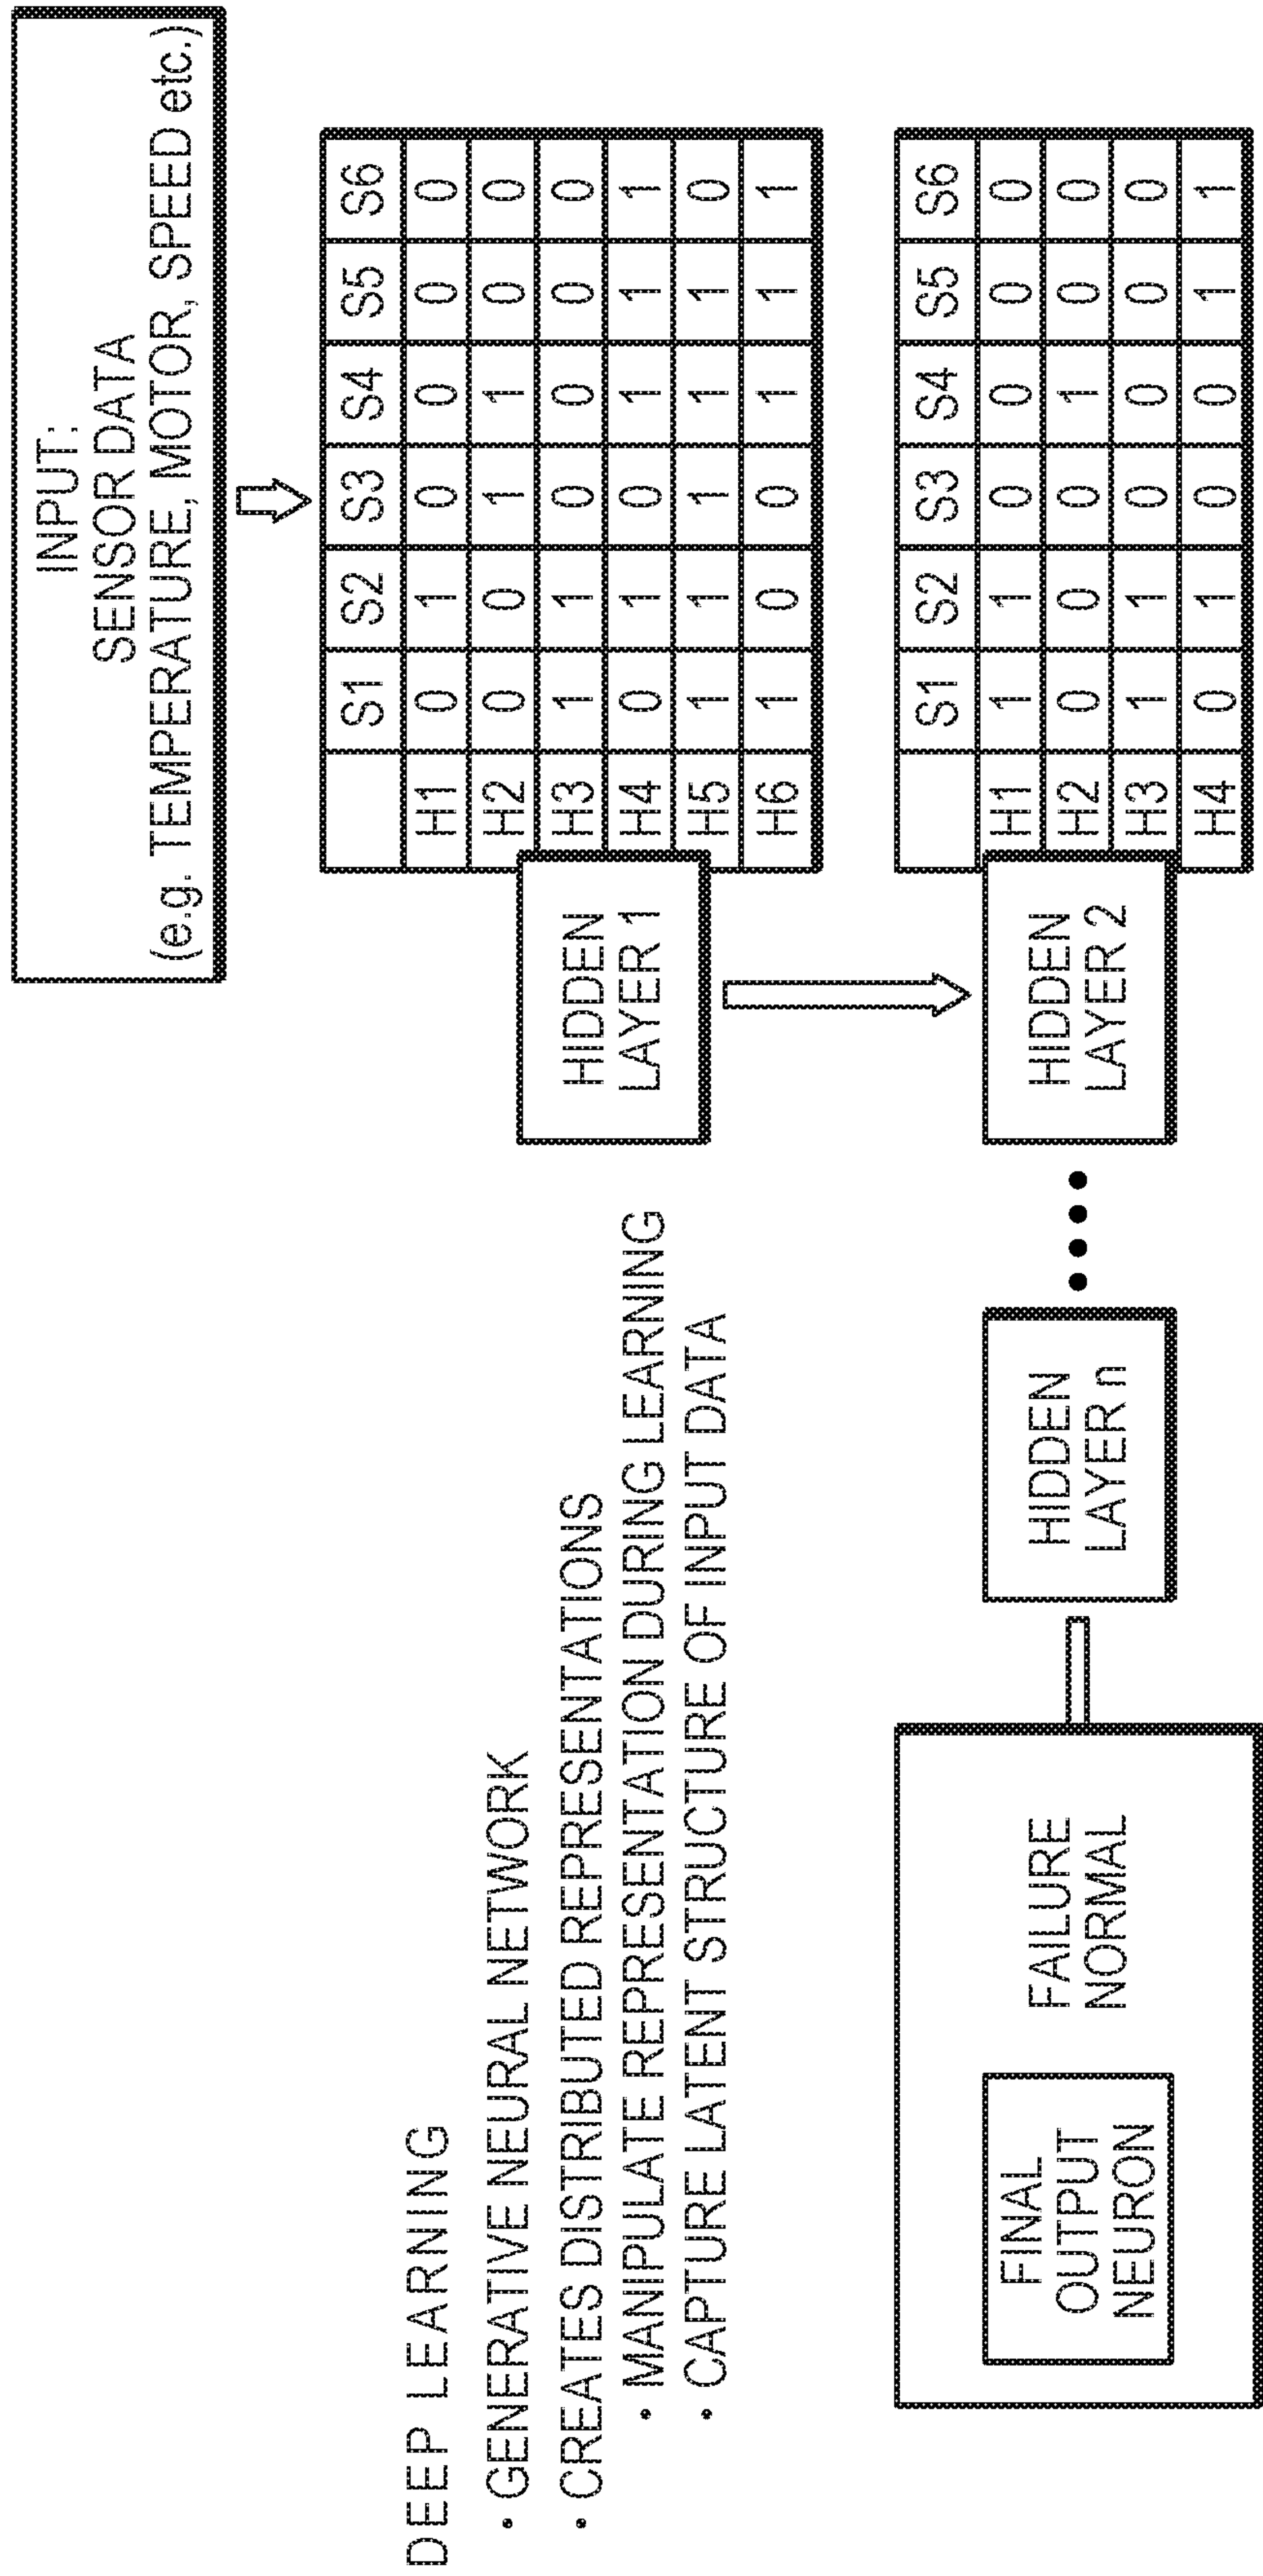 INPUT:
SENSOR DATA
(e.g. TEMPERATURE, MOTOR, SPEED etc.)
DEEP LEARNING
· GENERATIVE NEURAL NETWORK
· CREATES DISTRIBUTED REPRESENTATIONS
· MANIPULATE REPRESENTATION DURING LEARNING
· CAPTURE LATENT STRUCTURE OF INPUT DATA
HIDDEN
LAYER 1
S1 S2 S3 S4 S5 S6
H1 0 1 0 0 0 0
H2 0 0 1 1 0 0
H3 1 1 0 0 0 0
H4 0 1 0 1 1 1
H5 1 1 1 1 1 0
H6 1 0 0 1 1 1
FINAL
OUTPUT
NEURON
FAILURE
NORMAL
HIDDEN
LAYER n
HIDDEN
LAYER 2
S1 S2 S3 S4 S5 S6
H1 1 1 0 0 0 0
H2 0 0 0 1 0 0
H3 1 1 0 0 0 0
H4 0 1 0 0 1 1